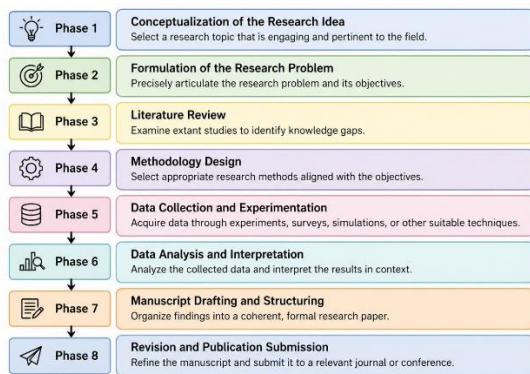 Phase 1
Conceptualization of the Research Idea
Select a research topic that is engaging and pertinent to the field.
Phase 2
Formulation of the Research Problem
Precisely articulate the research problem and its objectives.
Phase 3
Literature Review
Examine extant studies to identify knowledge gaps.
Phase 4
Methodology Design
Select appropriate research methods aligned with the objectives.
Phase 5
Data Collection and Experimentation
Acquire data through experiments, surveys, simulations, or other suitable techniques.
Phase 6
Data Analysis and Interpretation
Analyze the collected data and interpret the results in context.
Phase 7
Manuscript Drafting and Structuring
Organize findings into a coherent, formal research paper.
Phase 8
Revision and Publication Submission
Refine the manuscript and submit it to a relevant journal or conference.